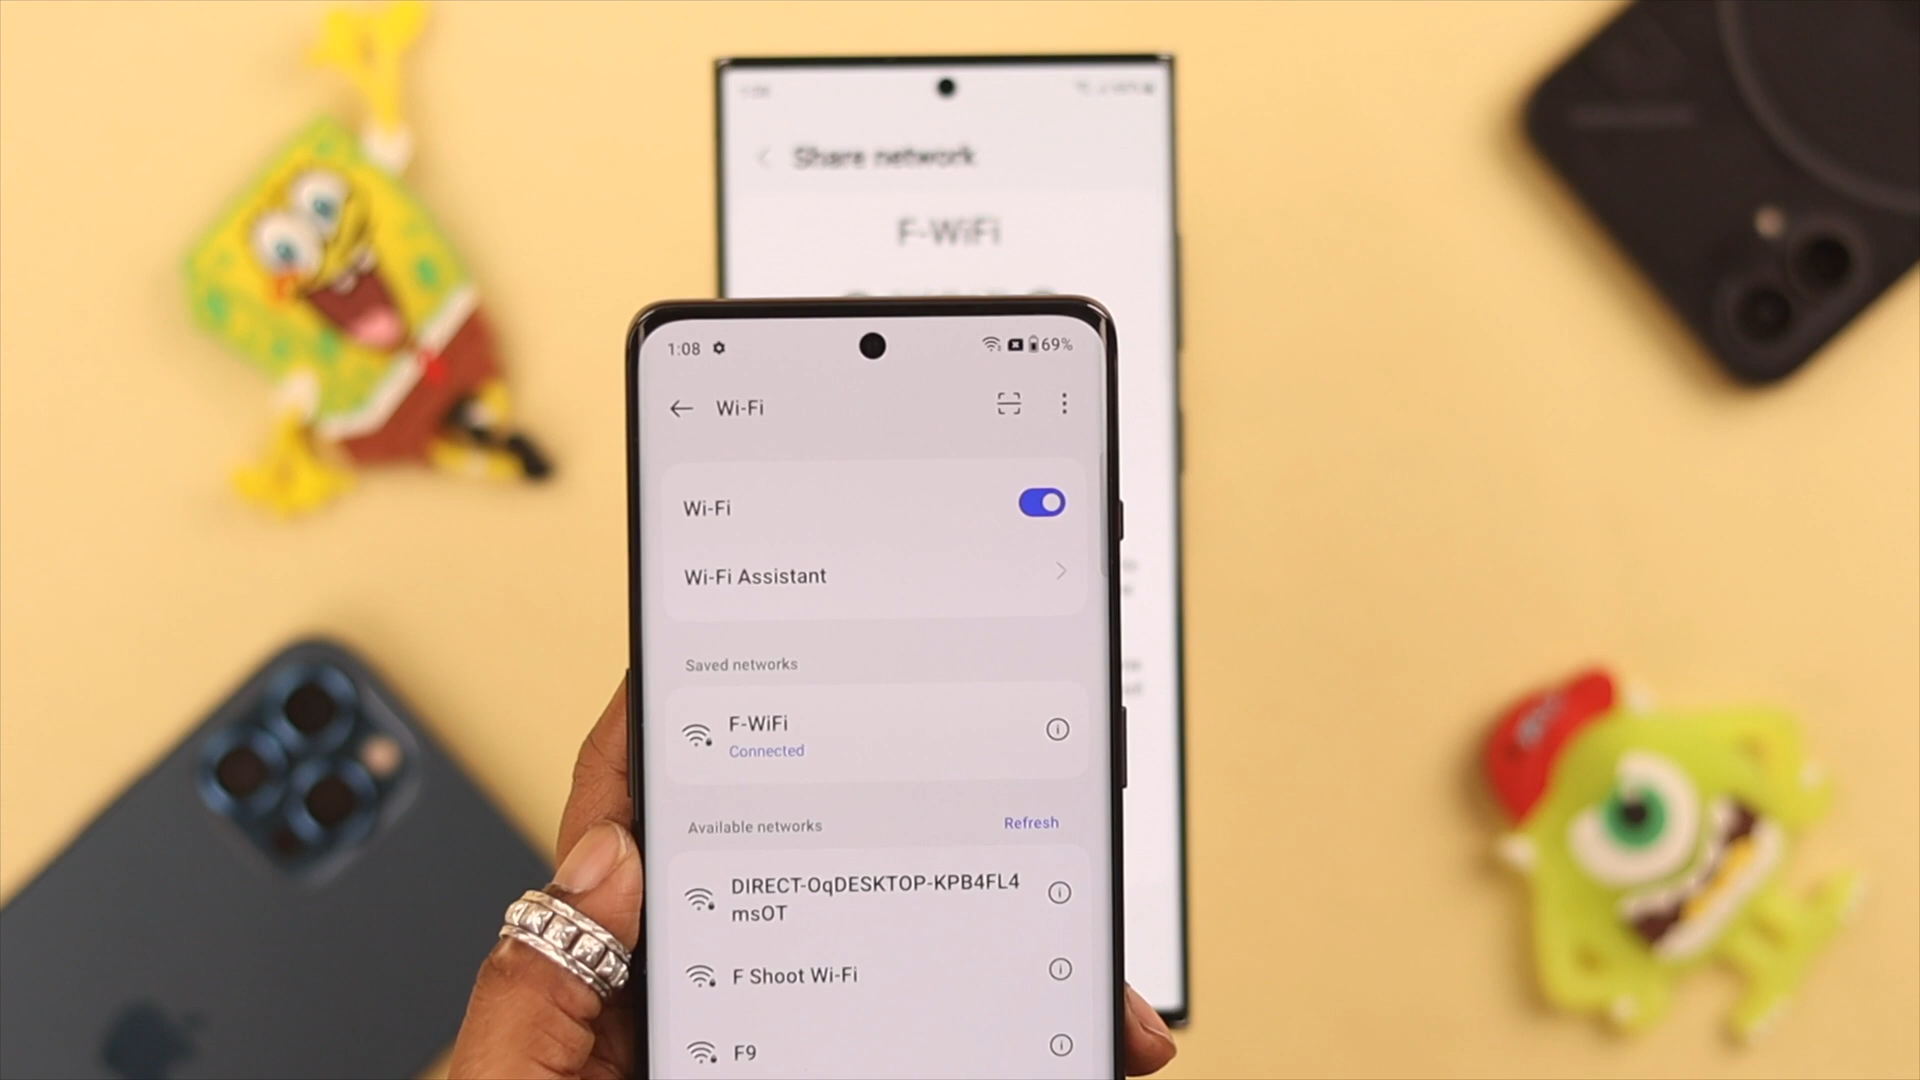 Share network
F-WiFi
1:08
69%
Wi-Fi
Wi-Fi
Wi-Fi Assistant
Saved networks
F-WiFi
Connected
Available networks
Refresh
DIRECT-OqDESKTOP-KPB4FL4
msOT
F Shoot Wi-Fi
F9